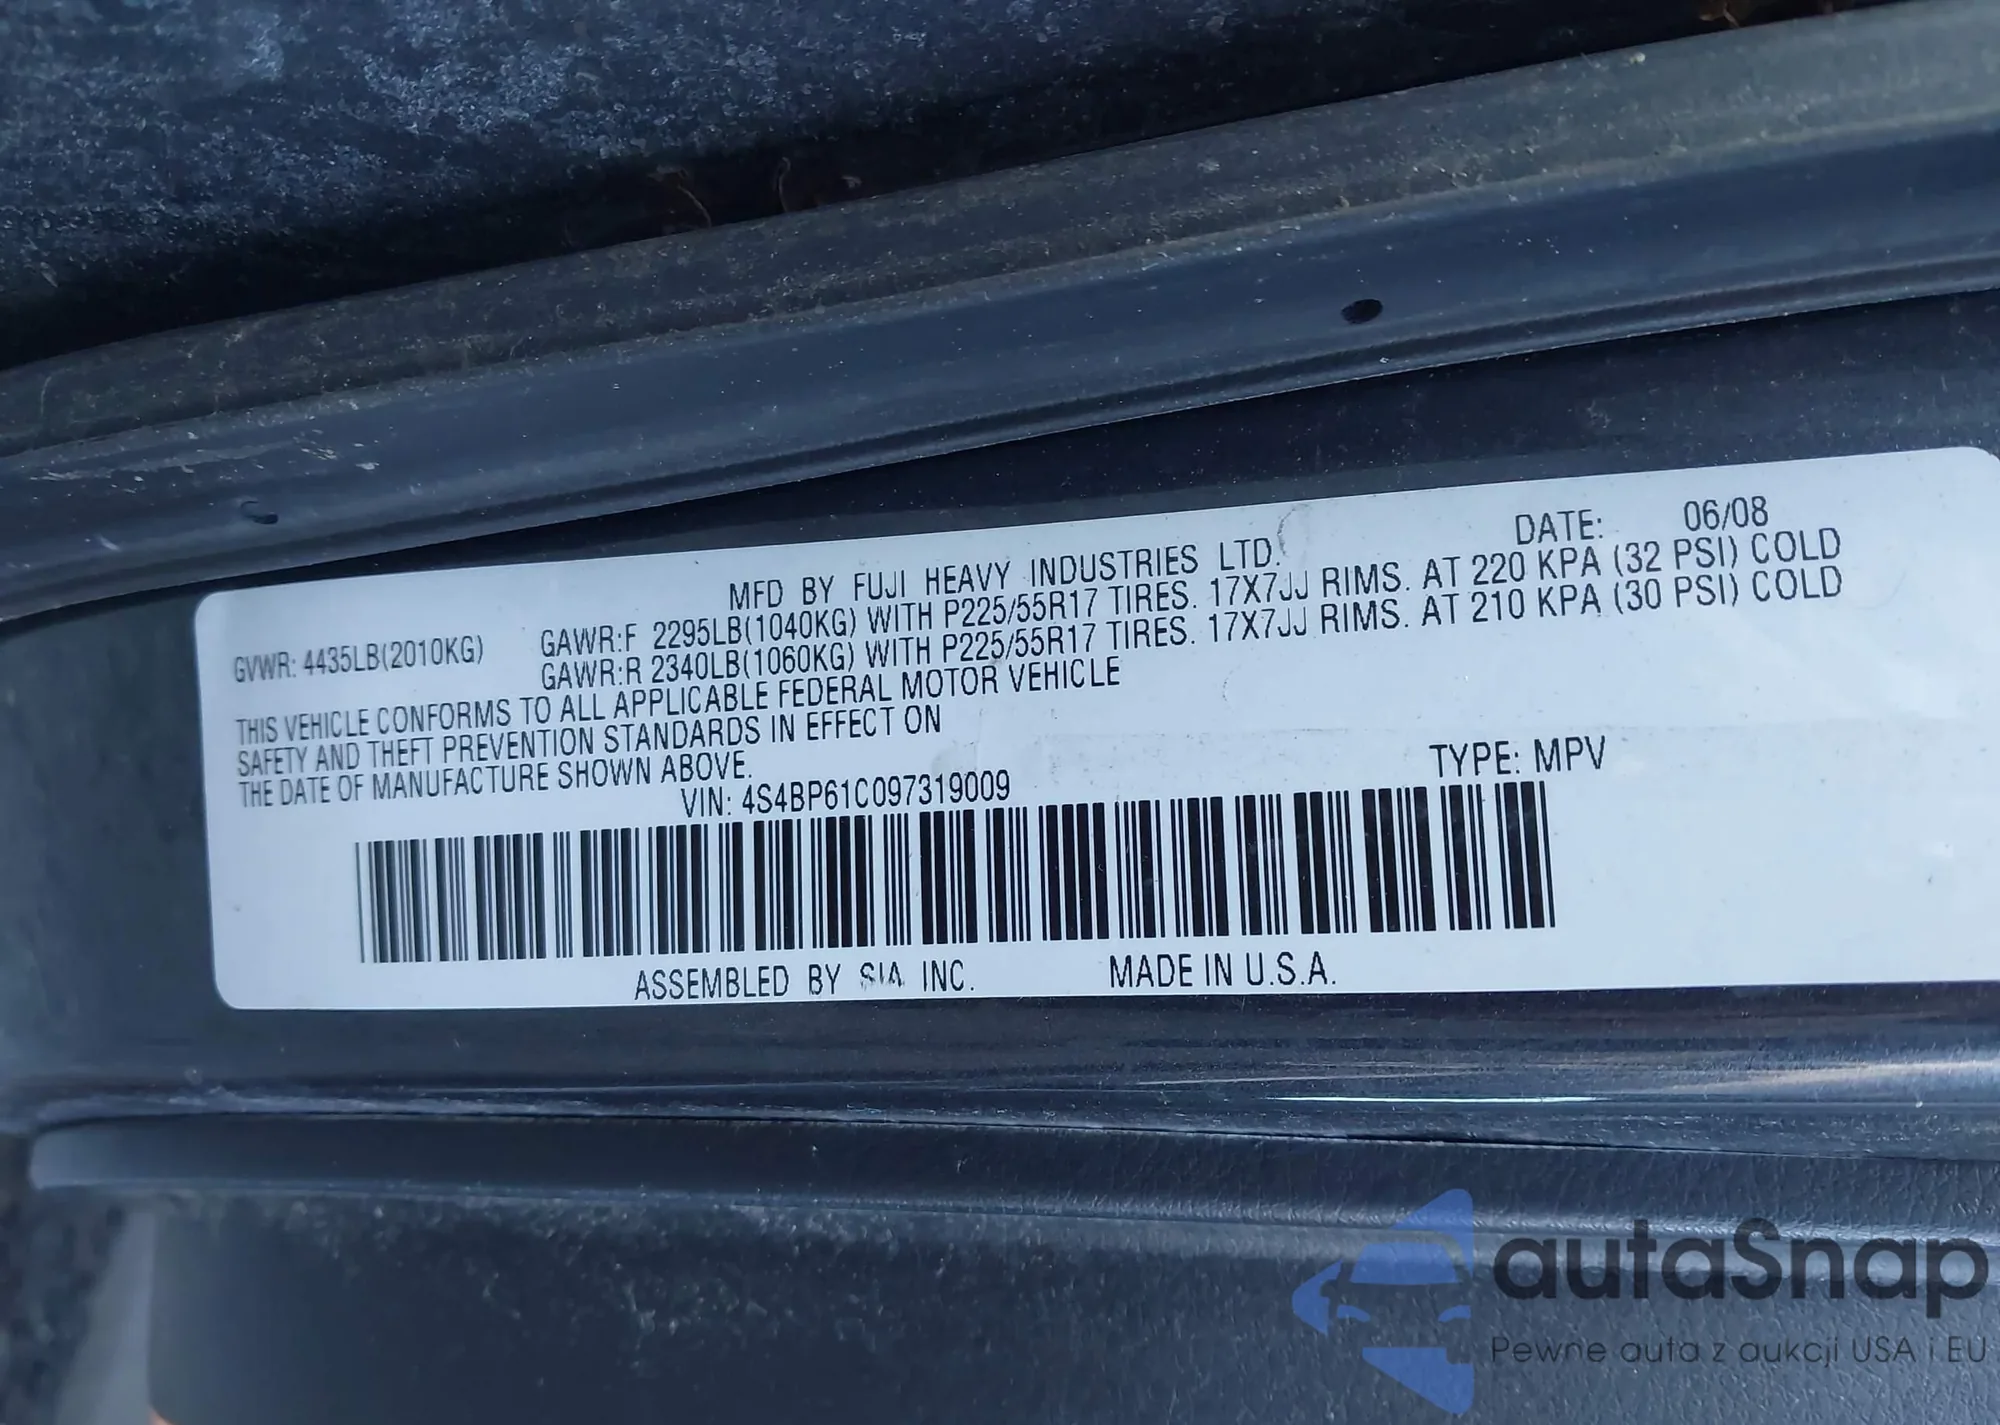 MFD BY FUJI HEAVY INDUSTRIES LTD. DATE: 06/08
GVWR: 4435LB(2010KG) GAWR:F 2295LB(1040KG) WITH P225/55R17 TIRES. 17X7JJ RIMS. AT 220 KPA (32 PSI) COLD
GAWR:R 2340LB(1060KG) WITH P225/55R17 TIRES. 17X7JJ RIMS. AT 210 KPA (30 PSI) COLD
THIS VEHICLE CONFORMS TO ALL APPLICABLE FEDERAL MOTOR VEHICLE
SAFETY AND THEFT PREVENTION STANDARDS IN EFFECT ON
THE DATE OF MANUFACTURE SHOWN ABOVE.
VIN: 4S4BP61C097319009 TYPE: MPV
ASSEMBLED BY SIA INC. MADE IN U.S.A.
autaSnap
Pewne auta z aukcji USA i EU